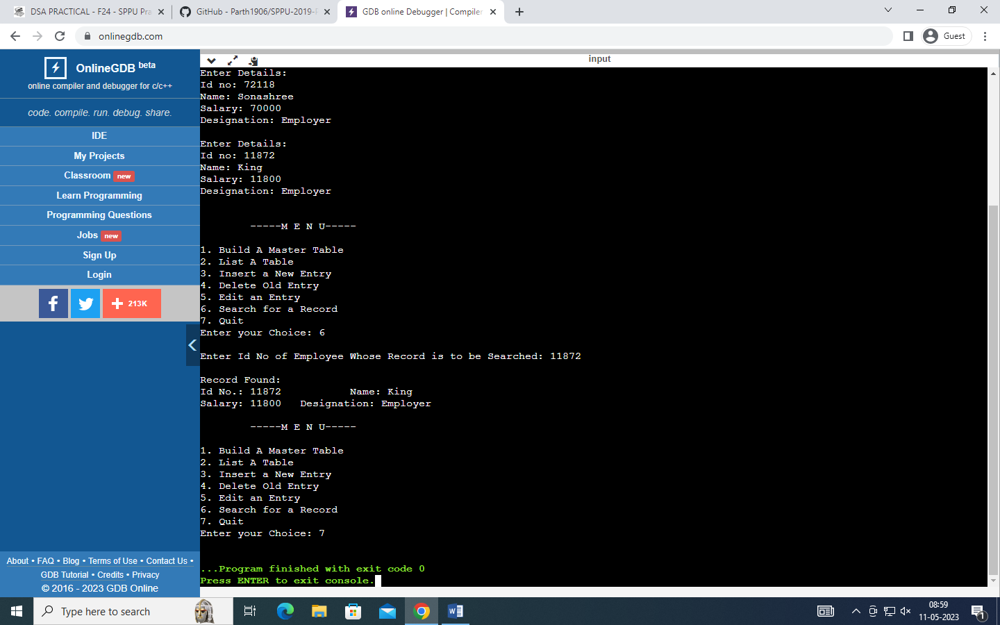 DSA PRACTICAL - F24 - SPPU Pra
GitHub - Parth1906/SPPU-2019-P
GDB online Debugger | Compiler
onlinegdb.com
Guest
OnlineGDB beta
online compiler and debugger for c/c++
code. compile. run. debug. share.
IDE
My Projects
Classroom new
Learn Programming
Programming Questions
Jobs new
Sign Up
Login
213K
About • FAQ • Blog • Terms of Use • Contact Us •
GDB Tutorial • Credits • Privacy
© 2016 - 2023 GDB Online
input
Enter Details:
Id no: 72118
Name: Sonashree
Salary: 70000
Designation: Employer
Enter Details:
Id no: 11872
Name: King
Salary: 11800
Designation: Employer
-----M E N U-----
1. Build A Master Table
2. List A Table
3. Insert a New Entry
4. Delete Old Entry
5. Edit an Entry
6. Search for a Record
7. Quit
Enter your Choice: 6
Enter Id No of Employee Whose Record is to be Searched: 11872
Record Found:
Id No.: 11872 Name: King
Salary: 11800 Designation: Employer
-----M E N U-----
1. Build A Master Table
2. List A Table
3. Insert a New Entry
4. Delete Old Entry
5. Edit an Entry
6. Search for a Record
7. Quit
Enter your Choice: 7
...Program finished with exit code 0
Press ENTER to exit console.
Type here to search
08:59
11-05-2023
1